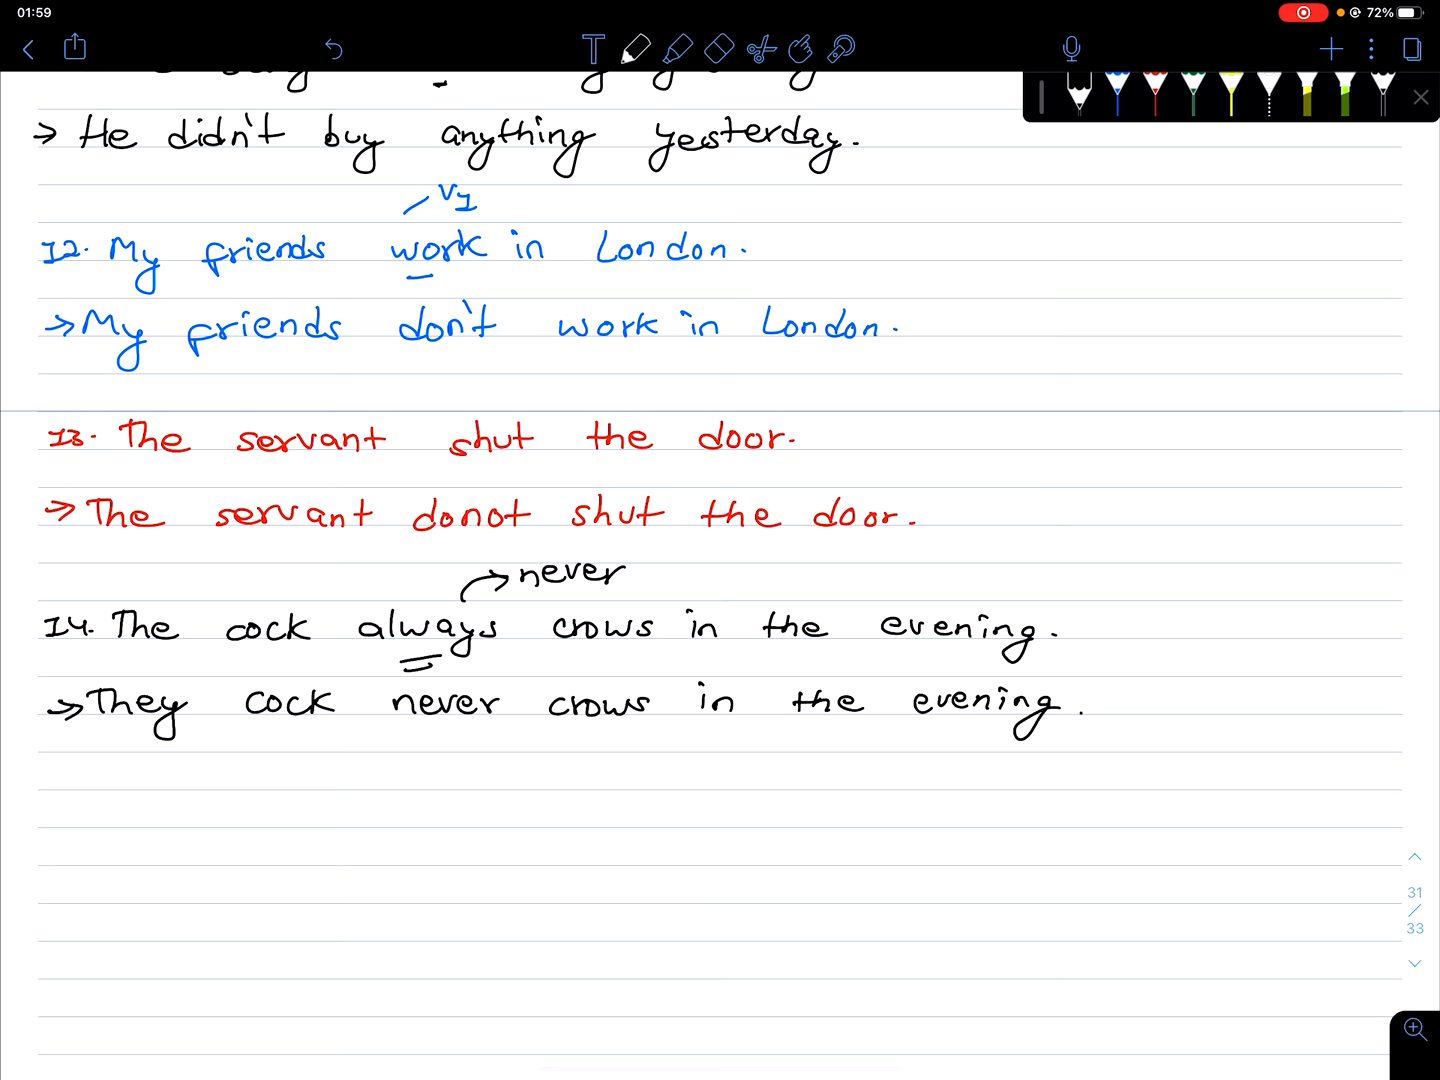 01:59
72%
→ He didn't buy anything yesterday.
V1
12. My friends work in London.
→ My friends don't work in London.
13. The servant shut the door.
→ The servant donot shut the door.
→ never
14. The cock always crows in the evening.
→ They cock never crows in the evening.
31
/
33